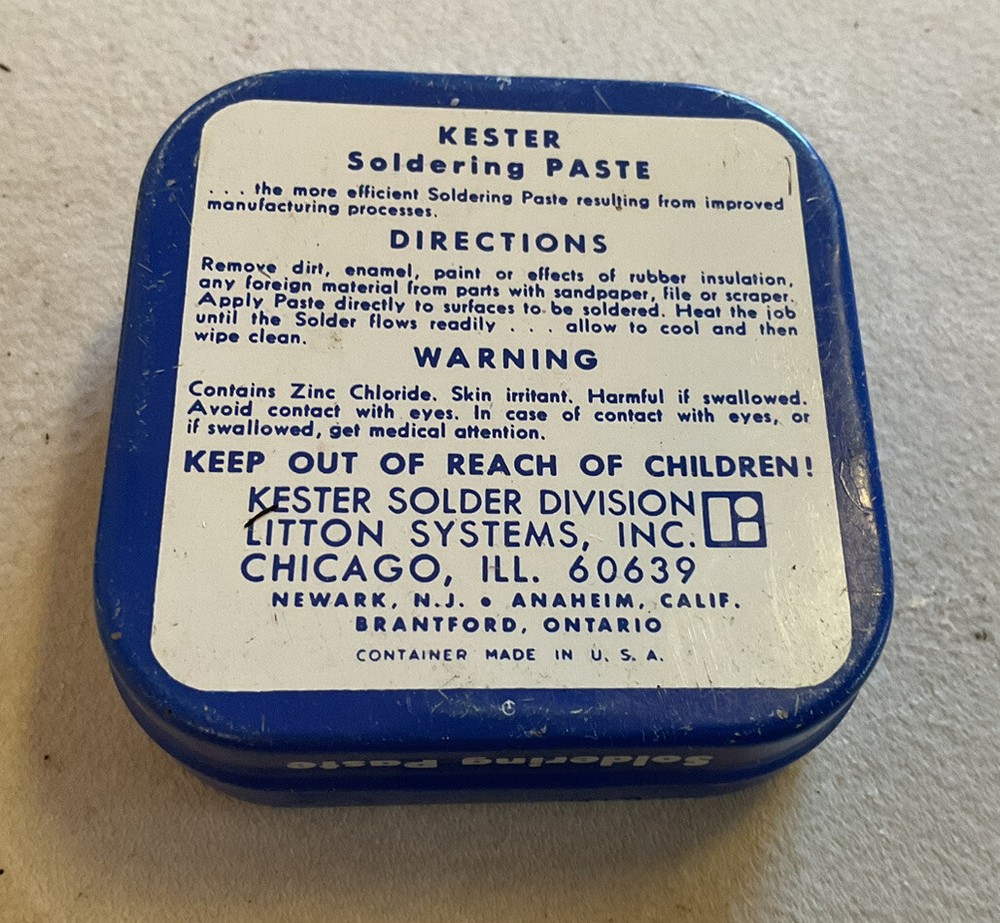 KESTER
Soldering PASTE
. . . the more efficient Soldering Paste resulting from improved
manufacturing processes.
DIRECTIONS
Remove dirt, enamel, paint or effects of rubber insulation,
any foreign material from parts with sandpaper, file or scraper.
Apply Paste directly to surfaces to be soldered. Heat the job
until the Solder flows readily . . . allow to cool and then
wipe clean.
WARNING
Contains Zinc Chloride. Skin irritant. Harmful if swallowed.
Avoid contact with eyes. In case of contact with eyes, or
if swallowed, get medical attention.
KEEP OUT OF REACH OF CHILDREN!
KESTER SOLDER DIVISION
LITTON SYSTEMS, INC.
CHICAGO, ILL. 60639
NEWARK, N.J. • ANAHEIM, CALIF.
BRANTFORD, ONTARIO
CONTAINER MADE IN U. S. A.
Soldering Paste